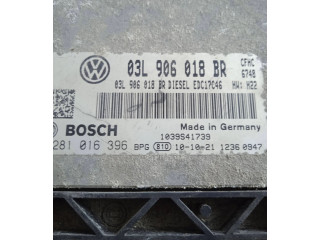 03L 906 018 BR
CFHC
6748
03L 906 018 BR DIESEL EDC17C46
HW: H22
BOSCH
Made in Germany
1039S41739
281 016 396 BPG 81D 10-10-21 1236 0947